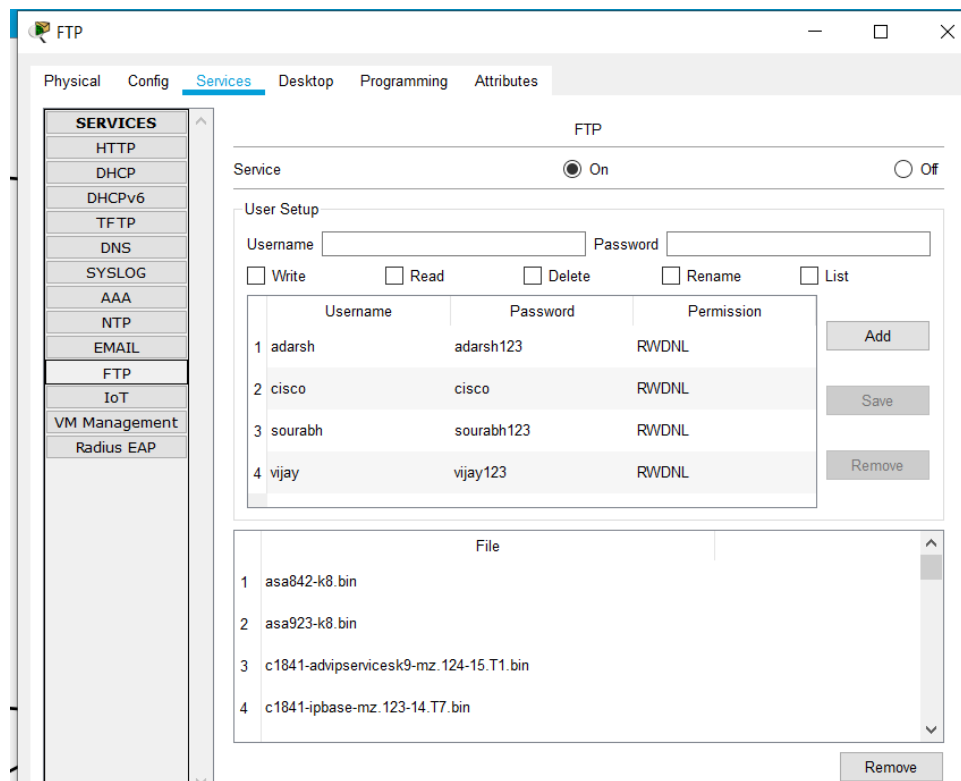 FTP
Physical Config Services Desktop Programming Attributes
SERVICES
HTTP
DHCP
DHCPv6
TFTP
DNS
SYSLOG
AAA
NTP
EMAIL
FTP
IoT
VM Management
Radius EAP
FTP
Service On Off
User Setup
Username Password
Write Read Delete Rename List
Username Password Permission
1 adarsh adarsh123 RWDNL
2 cisco cisco RWDNL
3 sourabh sourabh123 RWDNL
4 vijay vijay123 RWDNL
Add
Save
Remove
File
1 asa842-k8.bin
2 asa923-k8.bin
3 c1841-advipservicesk9-mz.124-15.T1.bin
4 c1841-ipbase-mz.123-14.T7.bin
Remove